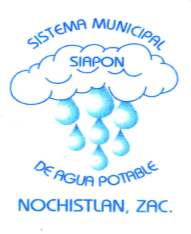 SISTEMA MUNICIPAL
SIAPON
DE AGUA POTABLE
NOCHISTLAN, ZAC.